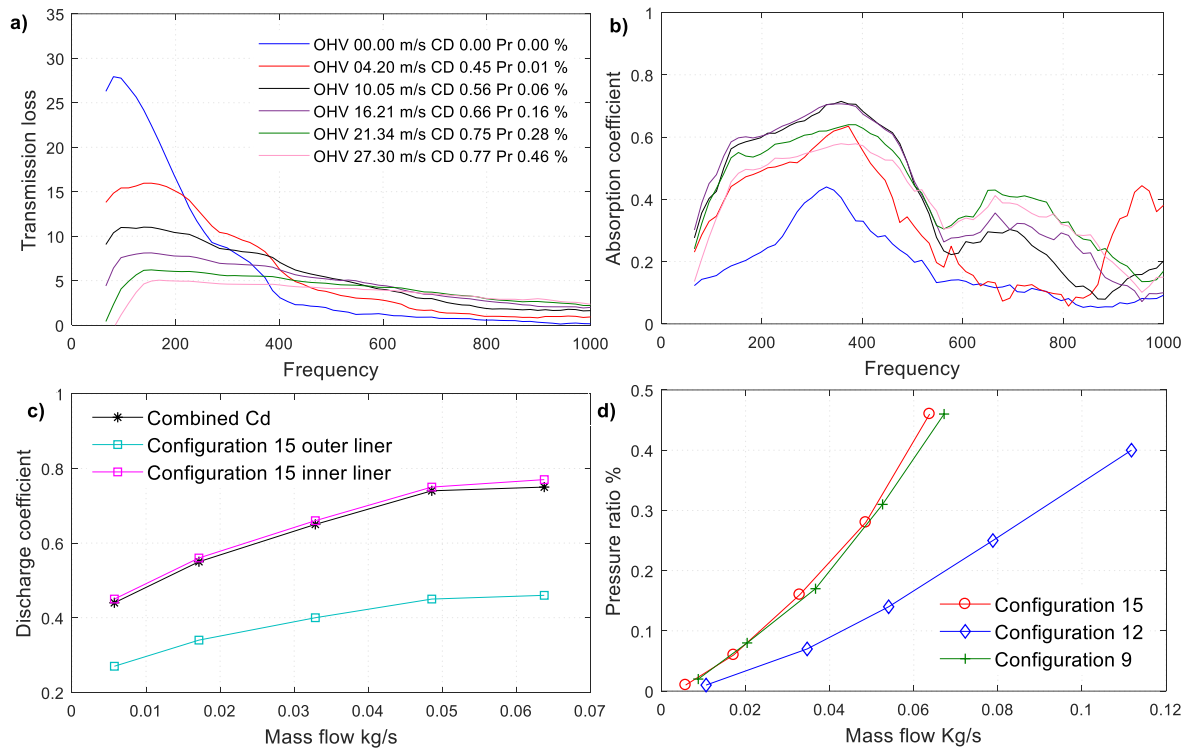 a)
35
30
25
20
15
10
5
0
Transmission loss
OHV 00.00 m/s CD 0.00 Pr 0.00 %
OHV 04.20 m/s CD 0.45 Pr 0.01 %
OHV 10.05 m/s CD 0.56 Pr 0.06 %
OHV 16.21 m/s CD 0.66 Pr 0.16 %
OHV 21.34 m/s CD 0.75 Pr 0.28 %
OHV 27.30 m/s CD 0.77 Pr 0.46 %
0 200 400 600 800 1000
Frequency
b)
1
0.8
0.6
0.4
0.2
0
Absorption coefficient
0 200 400 600 800 1000
Frequency
c)
1
0.8
0.6
0.4
0.2
Discharge coefficient
Combined Cd
Configuration 15 outer liner
Configuration 15 inner liner
0 0.01 0.02 0.03 0.04 0.05 0.06 0.07
Mass flow kg/s
d)
0.5
0.4
0.3
0.2
0.1
0
Pressure ratio %
Configuration 15
Configuration 12
Configuration 9
0 0.02 0.04 0.06 0.08 0.1 0.12
Mass flow Kg/s